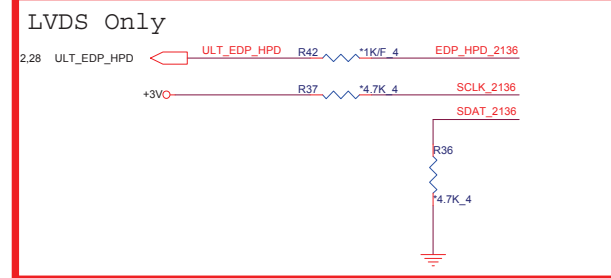 LVDS Only
2,28 ULT_EDP_HPD ULT_EDP_HPD R42 *1K/F_4 EDP_HPD_2136
+3V R37 *4.7K_4 SCLK_2136
SDAT_2136
R36
*4.7K_4